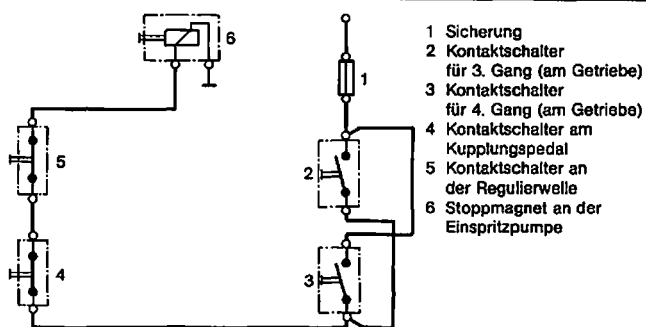 6
1
5
2
4
3
1 Sicherung
2 Kontaktschalter
für 3. Gang (am Getriebe)
3 Kontaktschalter
für 4. Gang (am Getriebe)
4 Kontaktschalter am
Kupplungspedal
5 Kontaktschalter an
der Regulierwelle
6 Stoppmagnet an der
Einspritzpumpe